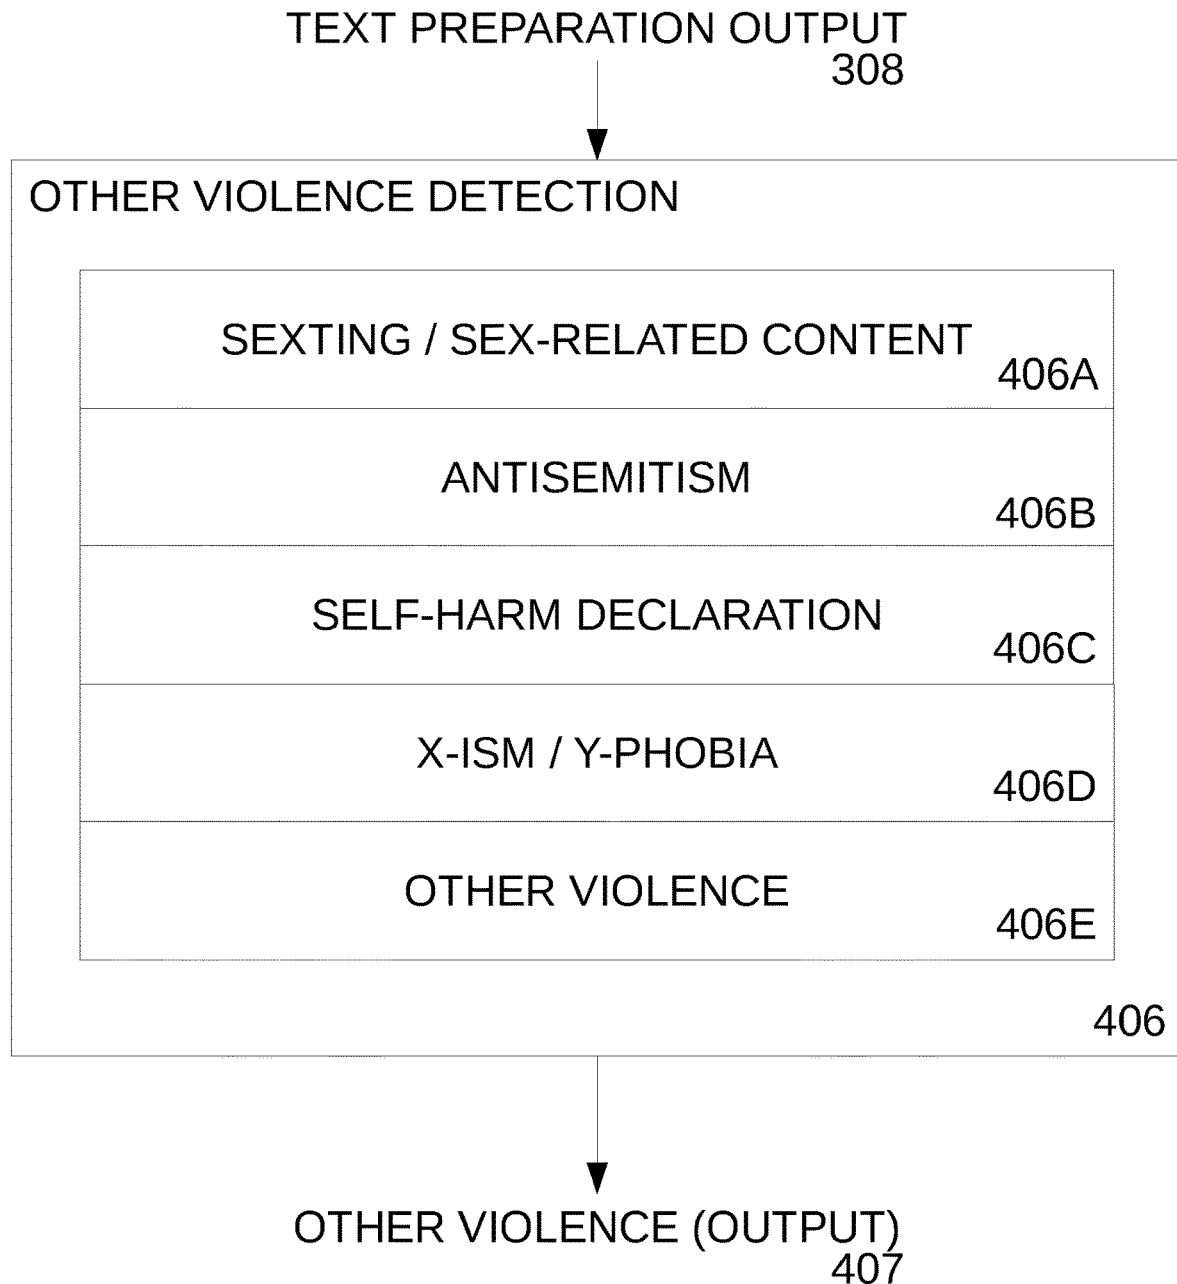 TEXT PREPARATION OUTPUT
308
OTHER VIOLENCE DETECTION
SEXTING / SEX-RELATED CONTENT
406A
ANTISEMITISM
406B
SELF-HARM DECLARATION
406C
X-ISM / Y-PHOBIA
406D
OTHER VIOLENCE
406E
406
OTHER VIOLENCE (OUTPUT)
407